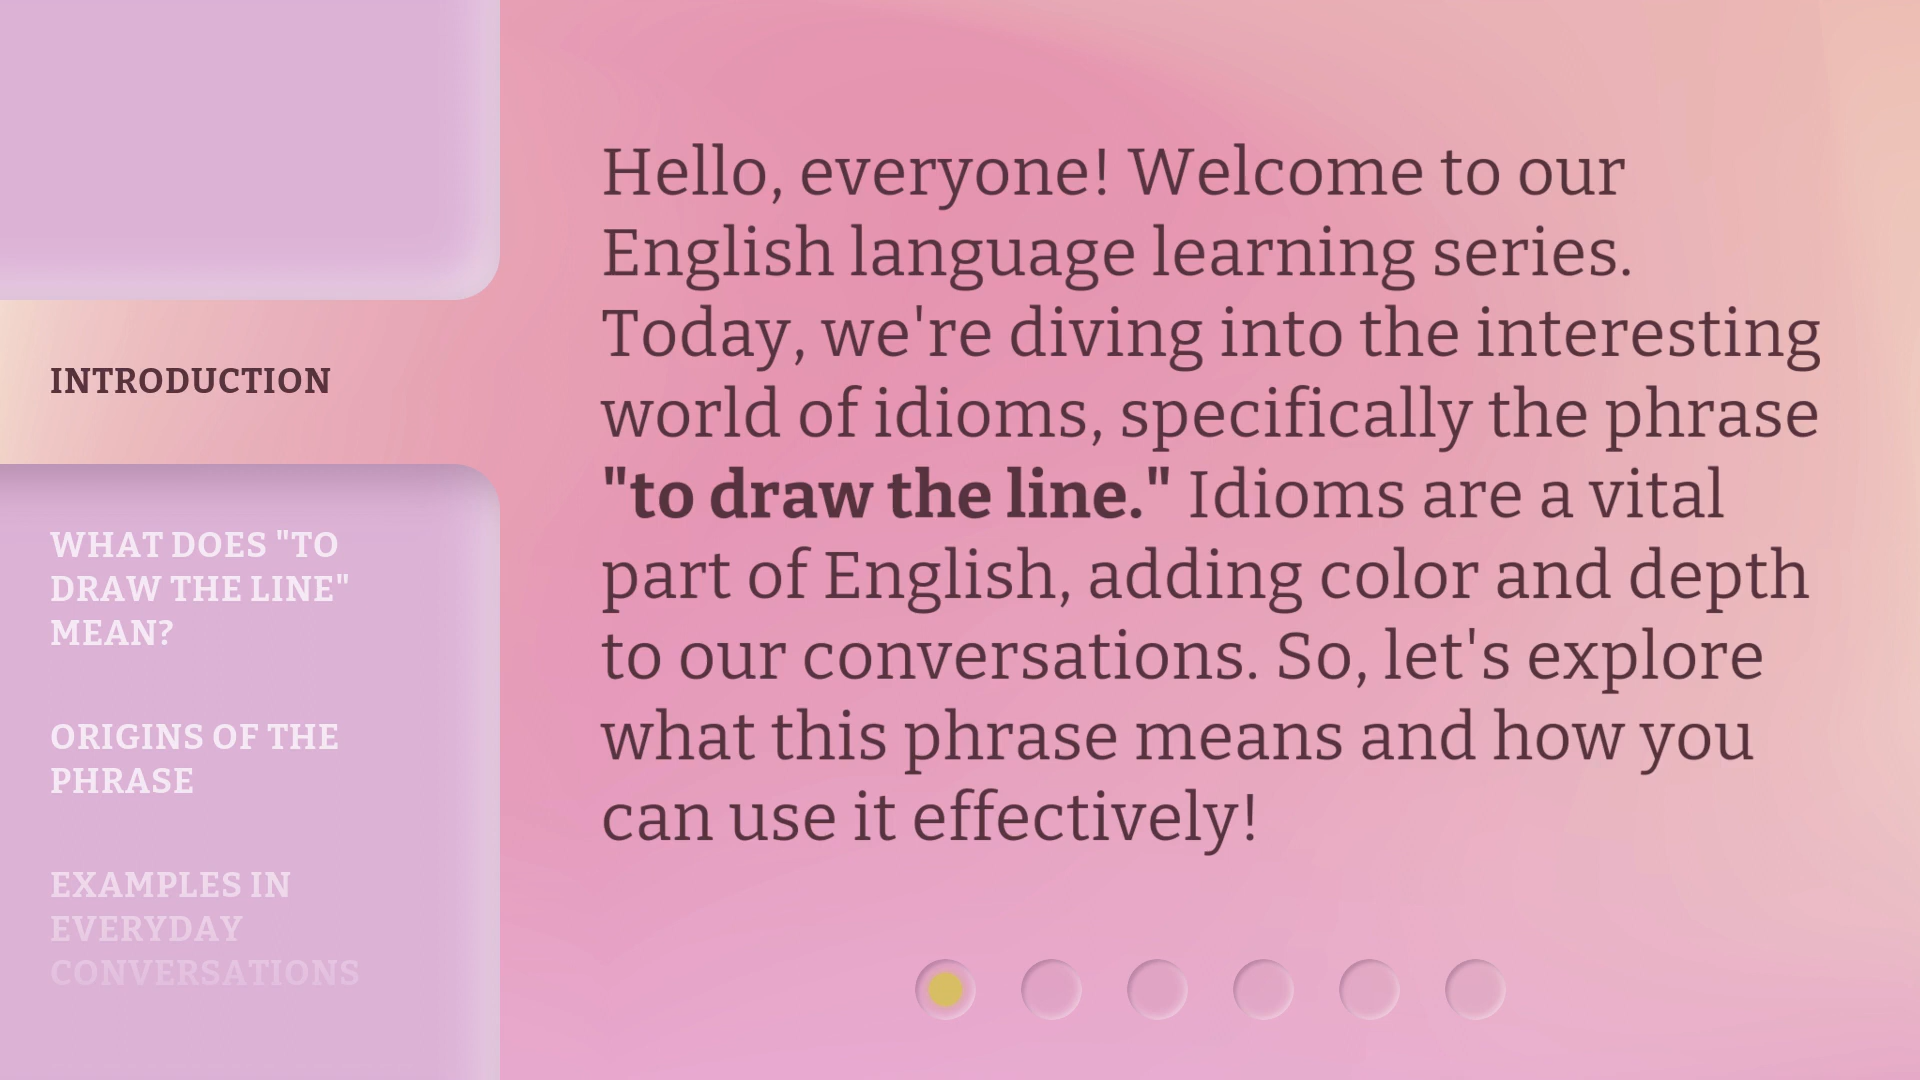 INTRODUCTION
WHAT DOES "TO
DRAW THE LINE"
MEAN?
ORIGINS OF THE
PHRASE
EXAMPLES IN
EVERYDAY
CONVERSATIONS
Hello, everyone! Welcome to our
English language learning series.
Today, we're diving into the interesting
world of idioms, specifically the phrase
"to draw the line." Idioms are a vital
part of English, adding color and depth
to our conversations. So, let's explore
what this phrase means and how you
can use it effectively!